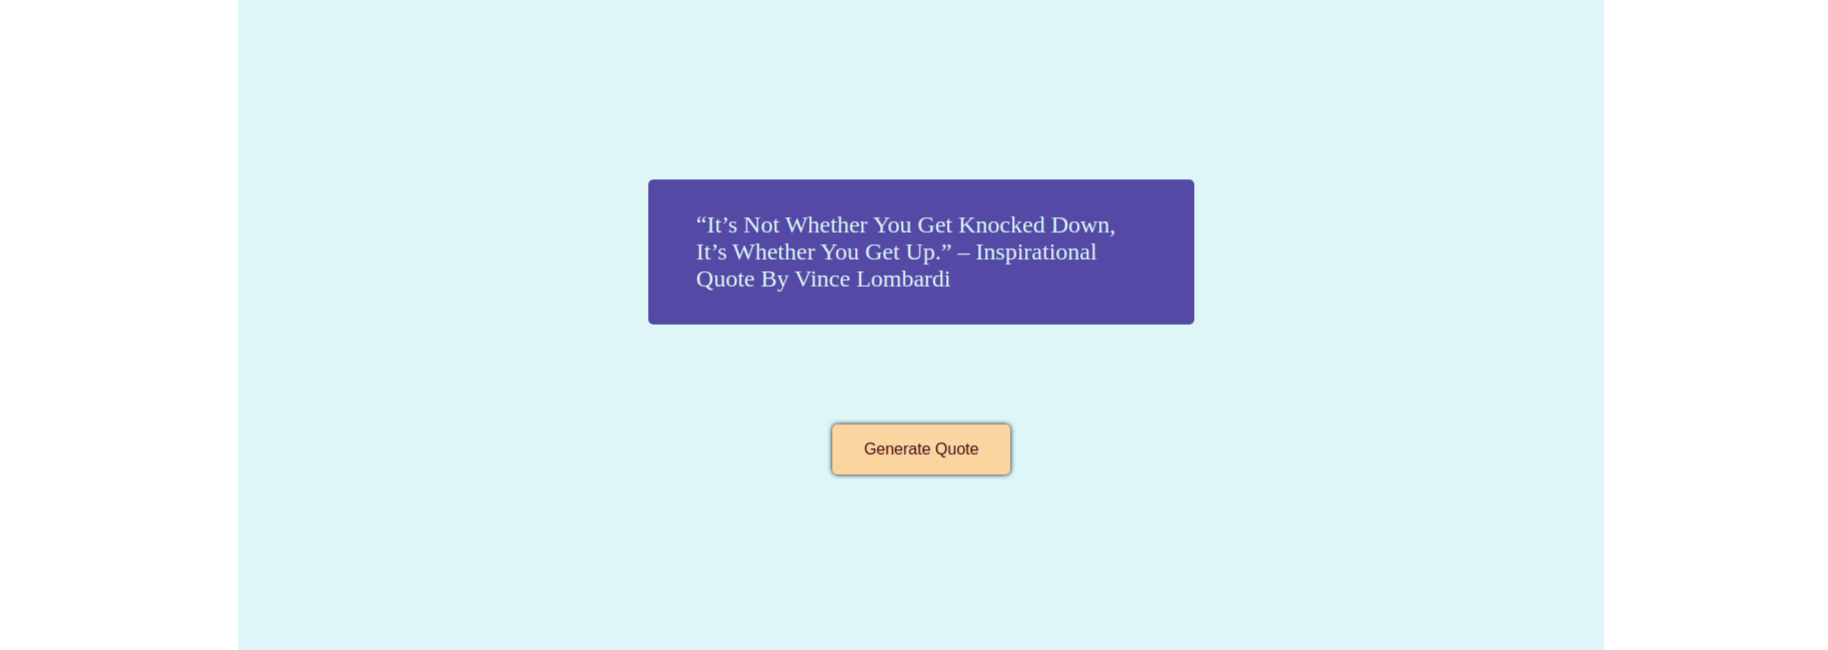 “It’s Not Whether You Get Knocked Down,
It’s Whether You Get Up.” – Inspirational
Quote By Vince Lombardi
Generate Quote